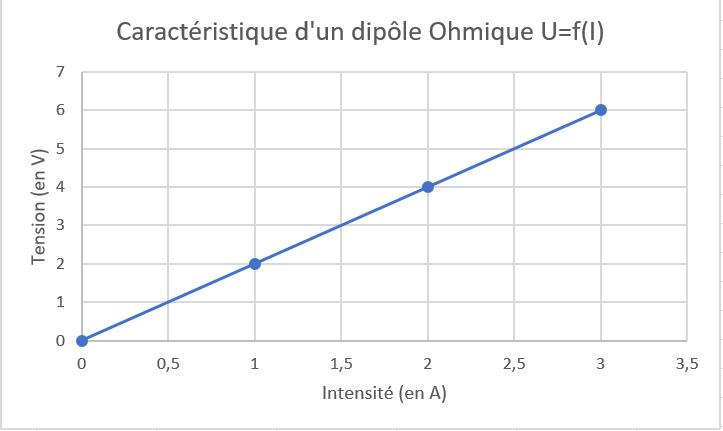 Caractéristique d'un dipôle Ohmique U=f(I)
7
6
5
4
3
2
1
0
Tension (en V)
0 0,5 1 1,5 2 2,5 3 3,5
Intensité (en A)